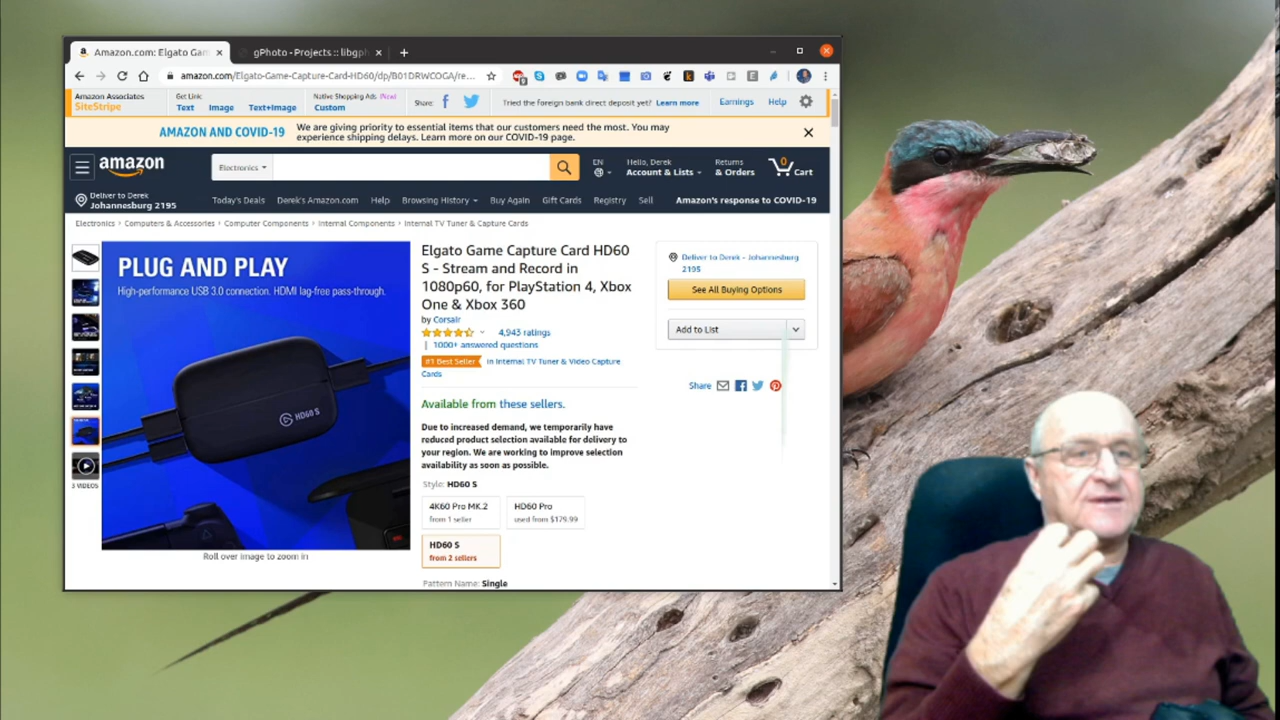 Amazon.com: Elgato Gam
gPhoto - Projects :: libgph
amazon.com/Elgato-Game-Capture-Card-HD60/dp/B01DRWCOGA/re...
Amazon Associates
SiteStripe
Get Link:
Text Image Text+Image
Native Shopping Ads
Custom
Share:
Tried the foreign bank direct deposit yet? Learn more
Earnings Help
AMAZON AND COVID-19
We are giving priority to essential items that our customers need the most. You may
experience shipping delays. Learn more on our COVID-19 page.
amazon
Electronics
EN
Hello, Derek
Account & Lists
Returns
& Orders
0
Cart
Deliver to Derek
Johannesburg 2195
Today's Deals Derek's Amazon.com Help Browsing History Buy Again Gift Cards Registry Sell
Amazon's response to COVID-19
Electronics › Computers & Accessories › Computer Components › Internal Components › Internal TV Tuner & Capture Cards
PLUG AND PLAY
High-performance USB 3.0 connection. HDMI lag-free pass-through.
HD60 S
3 VIDEOS
Roll over image to zoom in
Elgato Game Capture Card HD60
S - Stream and Record in
1080p60, for PlayStation 4, Xbox
One & Xbox 360
by Corsair
4,943 ratings
| 1000+ answered questions
#1 Best Seller in Internal TV Tuner & Video Capture
Cards
Available from these sellers.
Due to increased demand, we temporarily have
reduced product selection available for delivery to
your region. We are working to improve selection
availability as soon as possible.
Style: HD60 S
4K60 Pro MK.2
from 1 seller
HD60 Pro
used from $179.99
HD60 S
from 2 sellers
Pattern Name: Single
Deliver to Derek - Johannesburg
2195
See All Buying Options
Add to List
Share